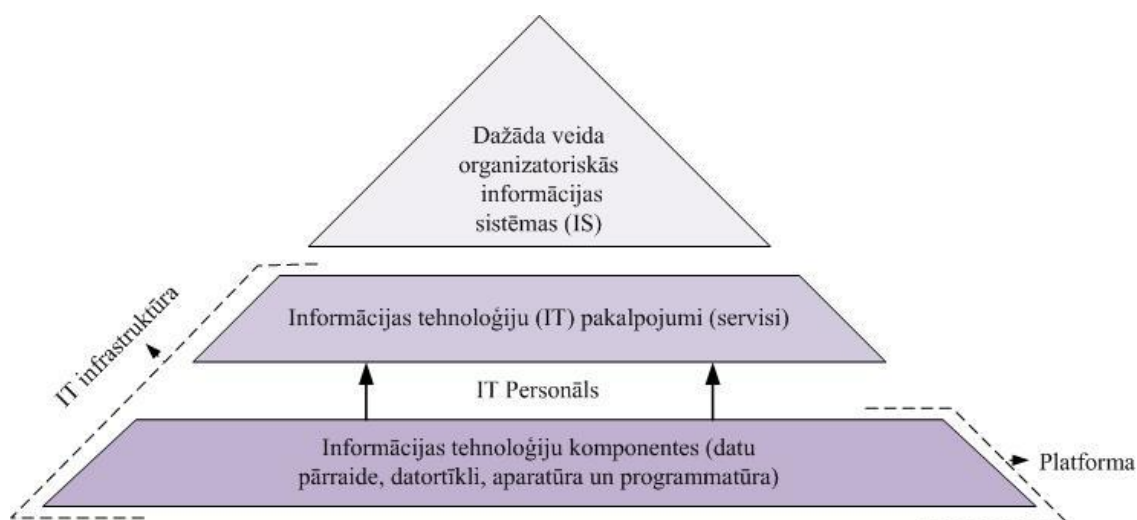 Dažāda veida
organizatoriskās
informācijas
sistēmas (IS)
IT infrastruktūra
Informācijas tehnoloģiju (IT) pakalpojumi (servisi)
IT Personāls
Informācijas tehnoloģiju komponentes (datu
pārraide, datortīkli, aparatūra un programmatūra)
Platforma